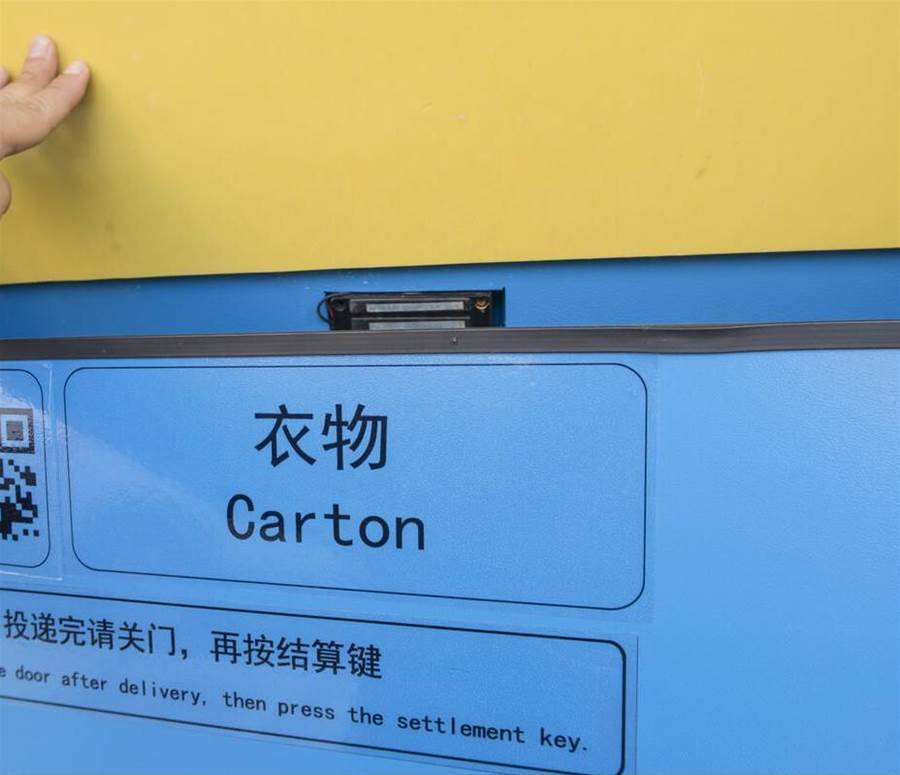 衣物
Carton
投递完请关门，再按结算键
door after delivery, then press the settlement key.